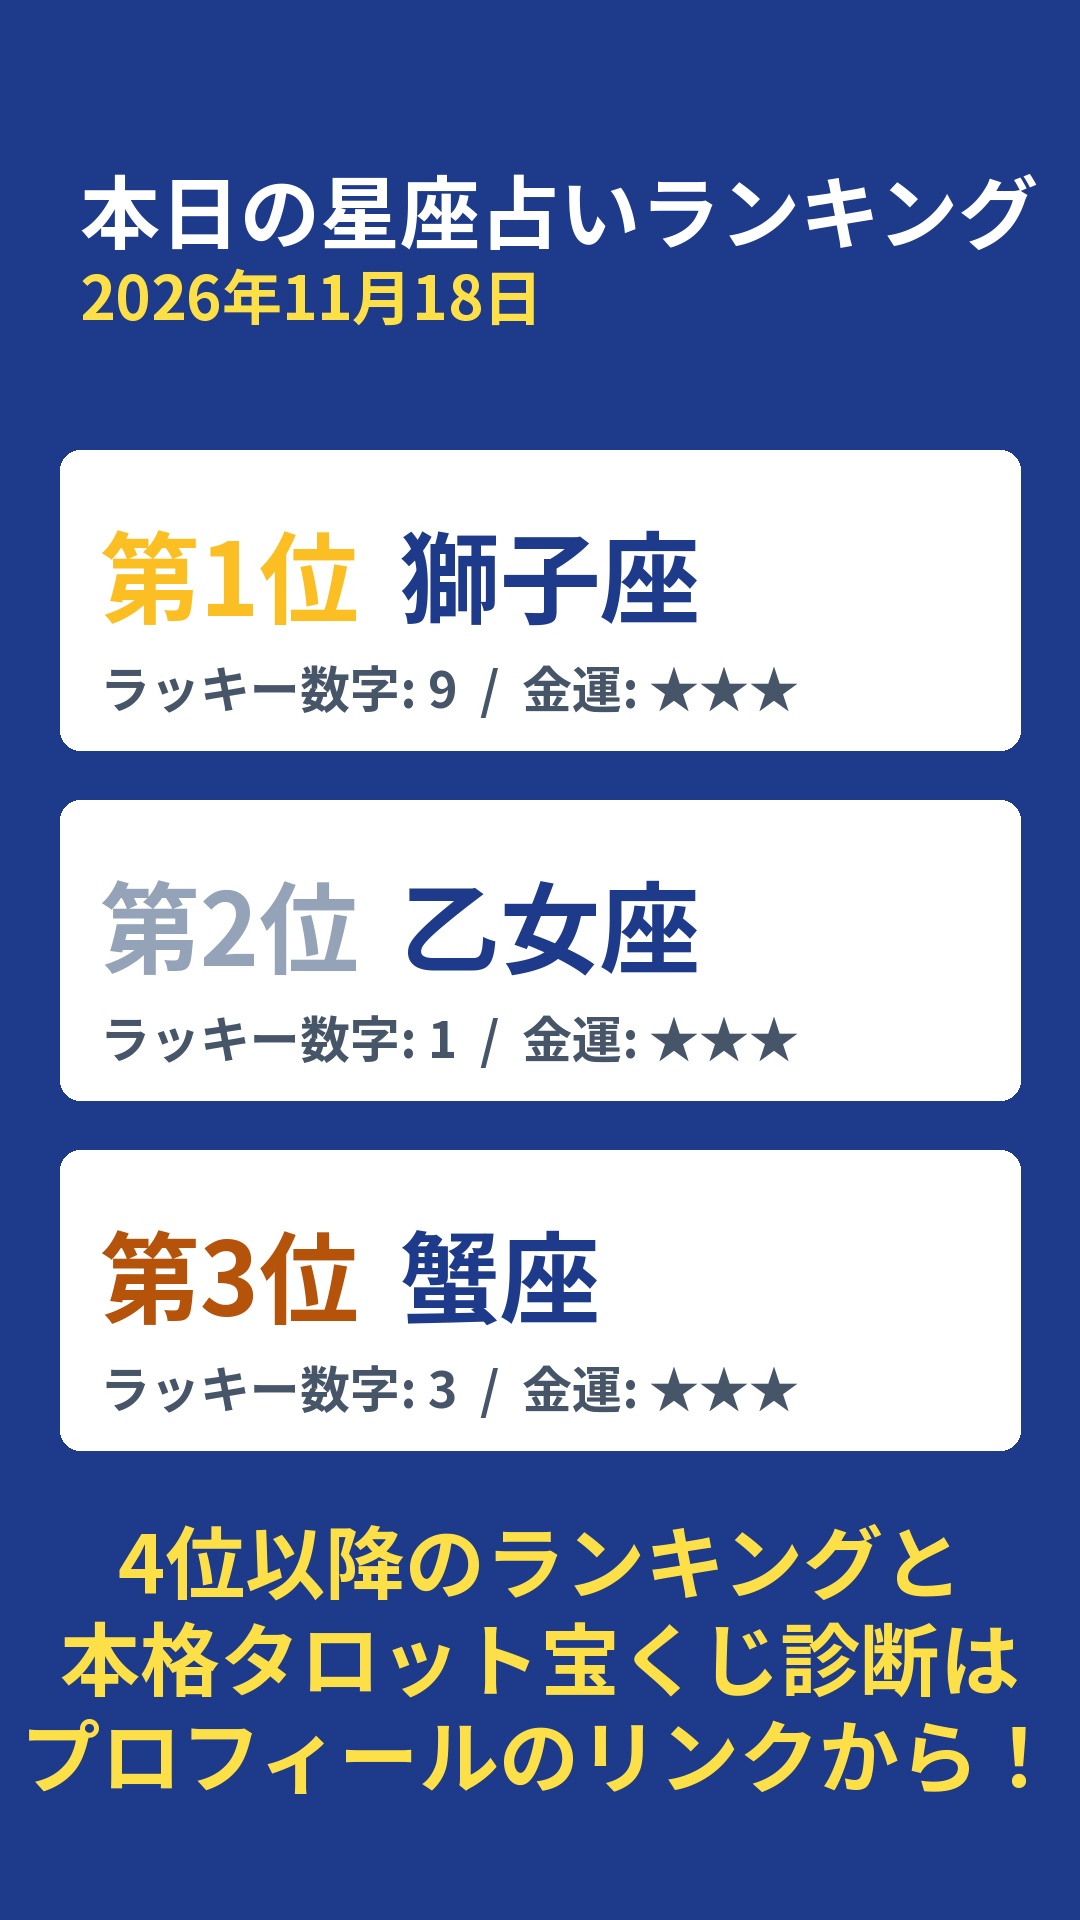 本日の星座占いランキング
2026年11月18日
第1位 獅子座
ラッキー数字: 9 / 金運: ★★★
第2位 乙女座
ラッキー数字: 1 / 金運: ★★★
第3位 蟹座
ラッキー数字: 3 / 金運: ★★★
4位以降のランキングと
本格タロット宝くじ診断は
プロフィールのリンクから！